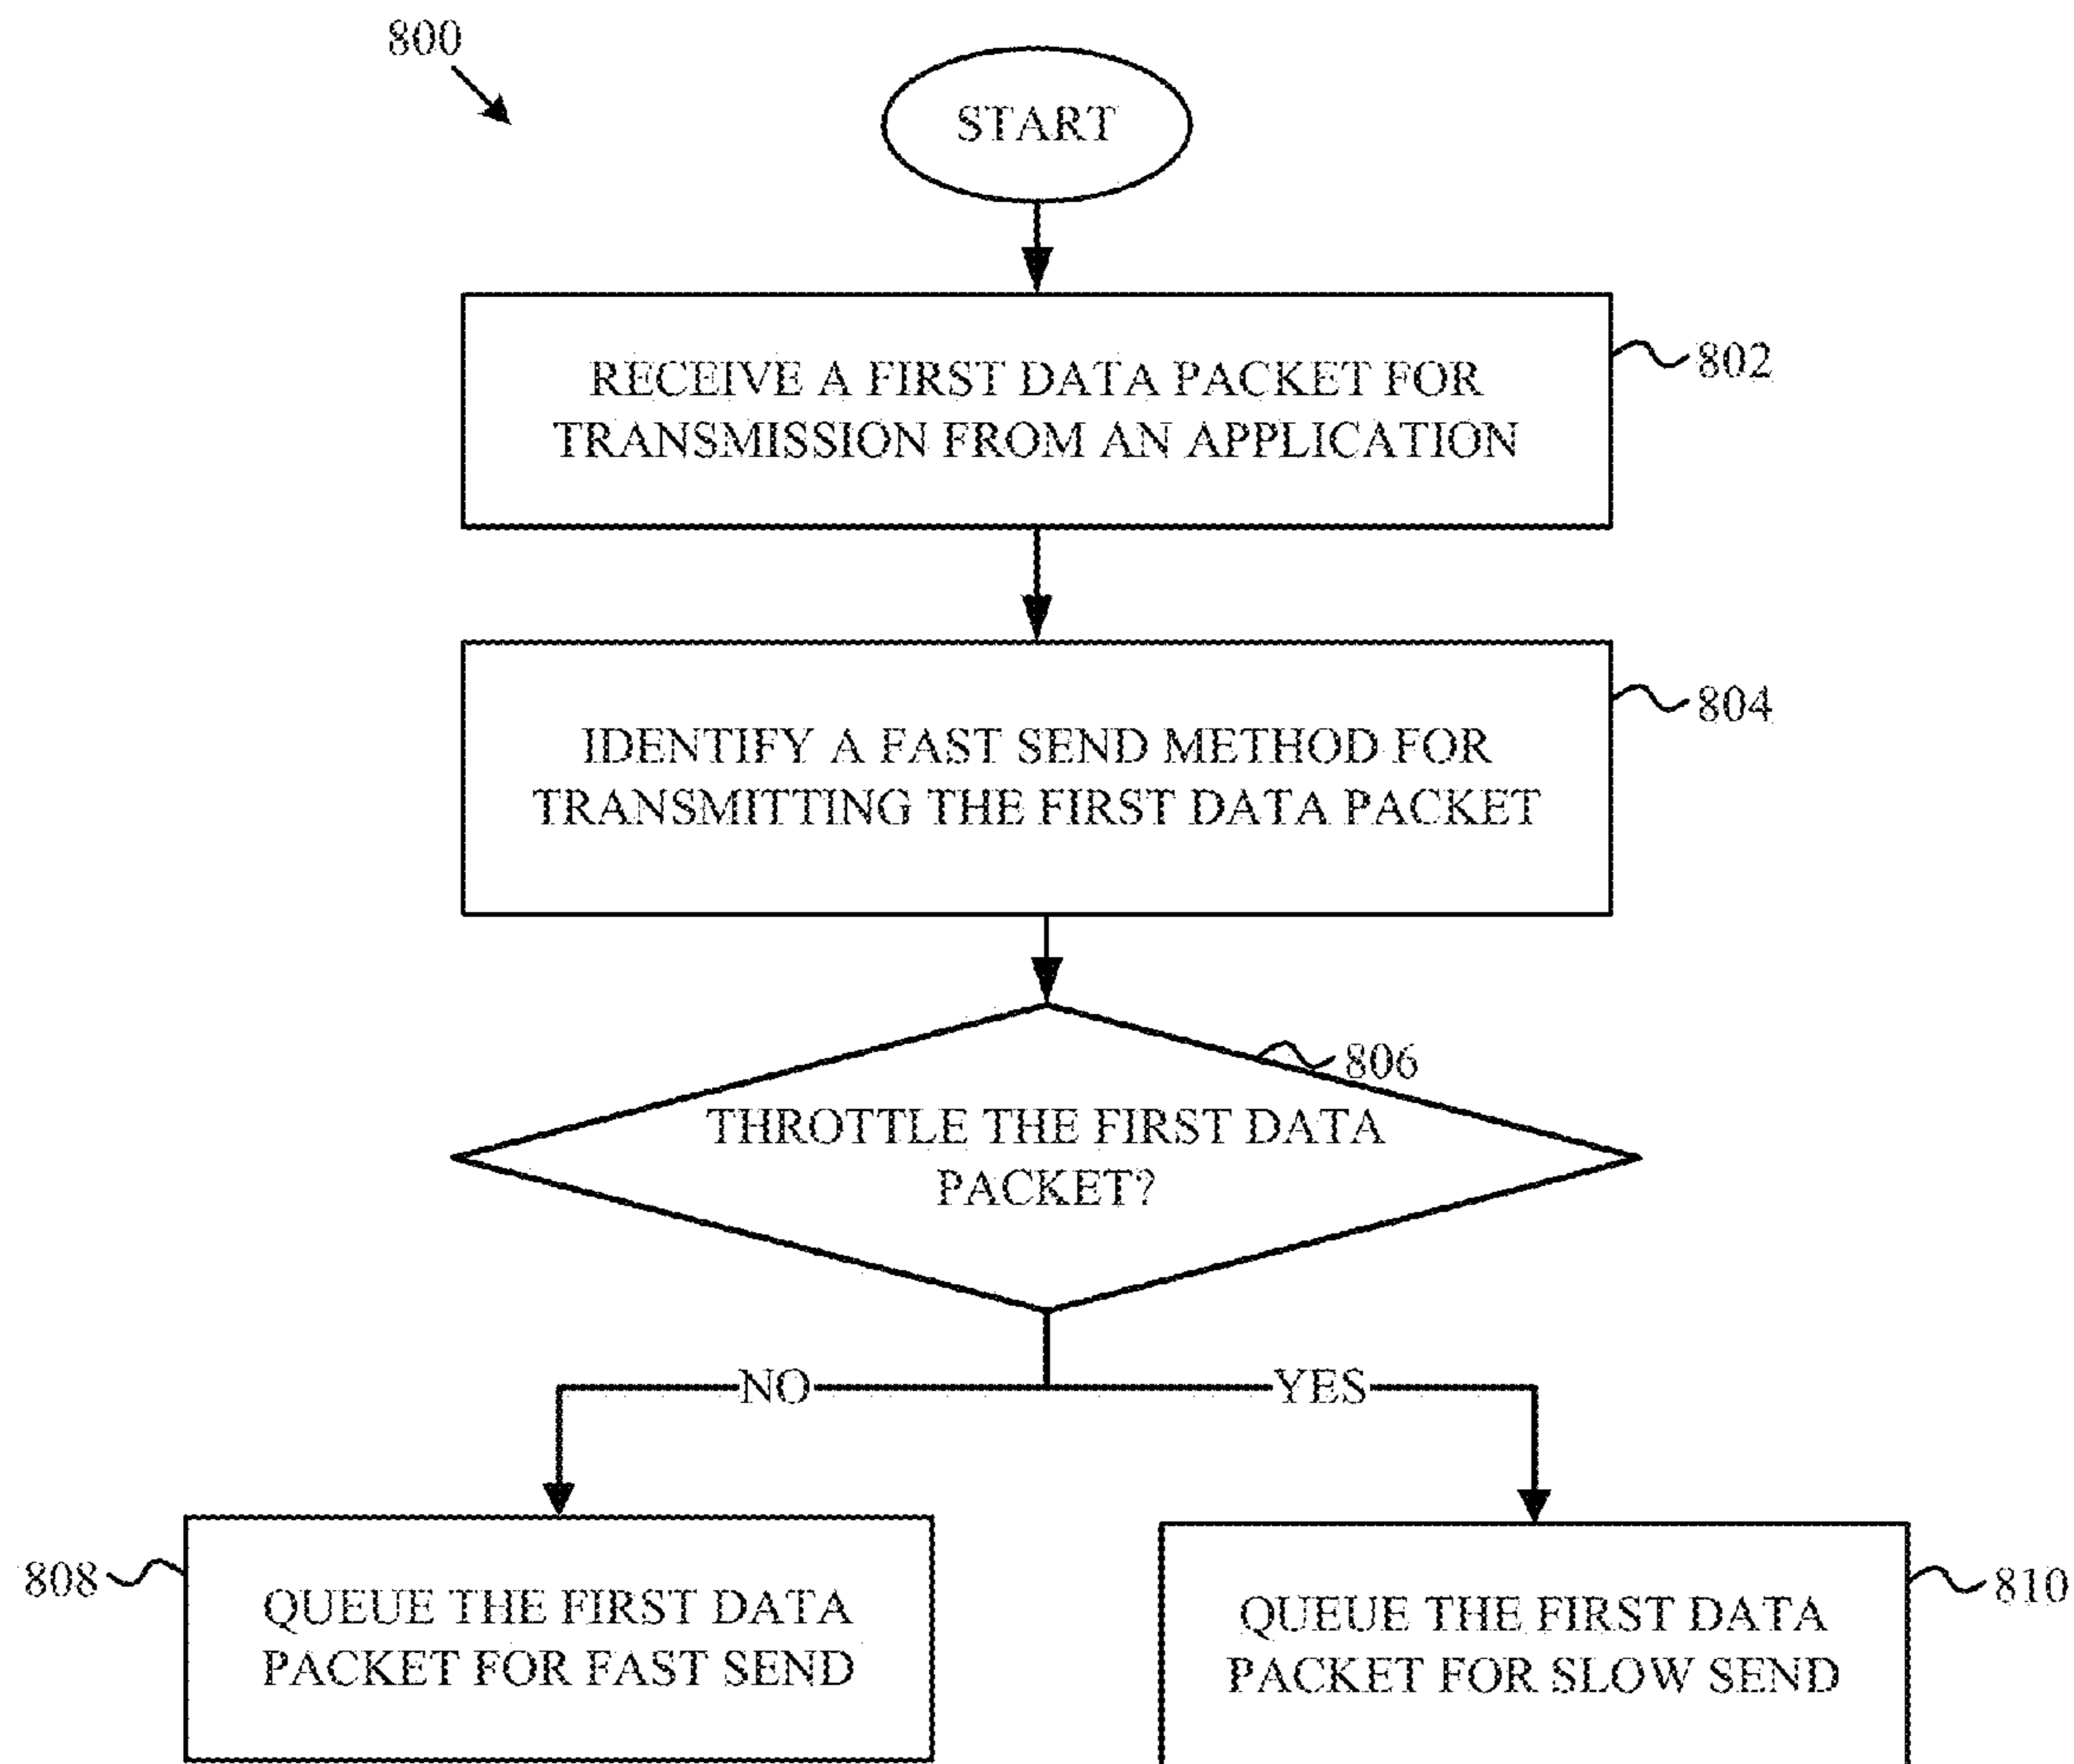 800
START
RECEIVE A FIRST DATA PACKET FOR
TRANSMISSION FROM AN APPLICATION
802
IDENTIFY A FAST SEND METHOD FOR
TRANSMITTING THE FIRST DATA PACKET
804
806
THROTTLE THE FIRST DATA
PACKET?
NO
YES
808
QUEUE THE FIRST DATA
PACKET FOR FAST SEND
QUEUE THE FIRST DATA
PACKET FOR SLOW SEND
810